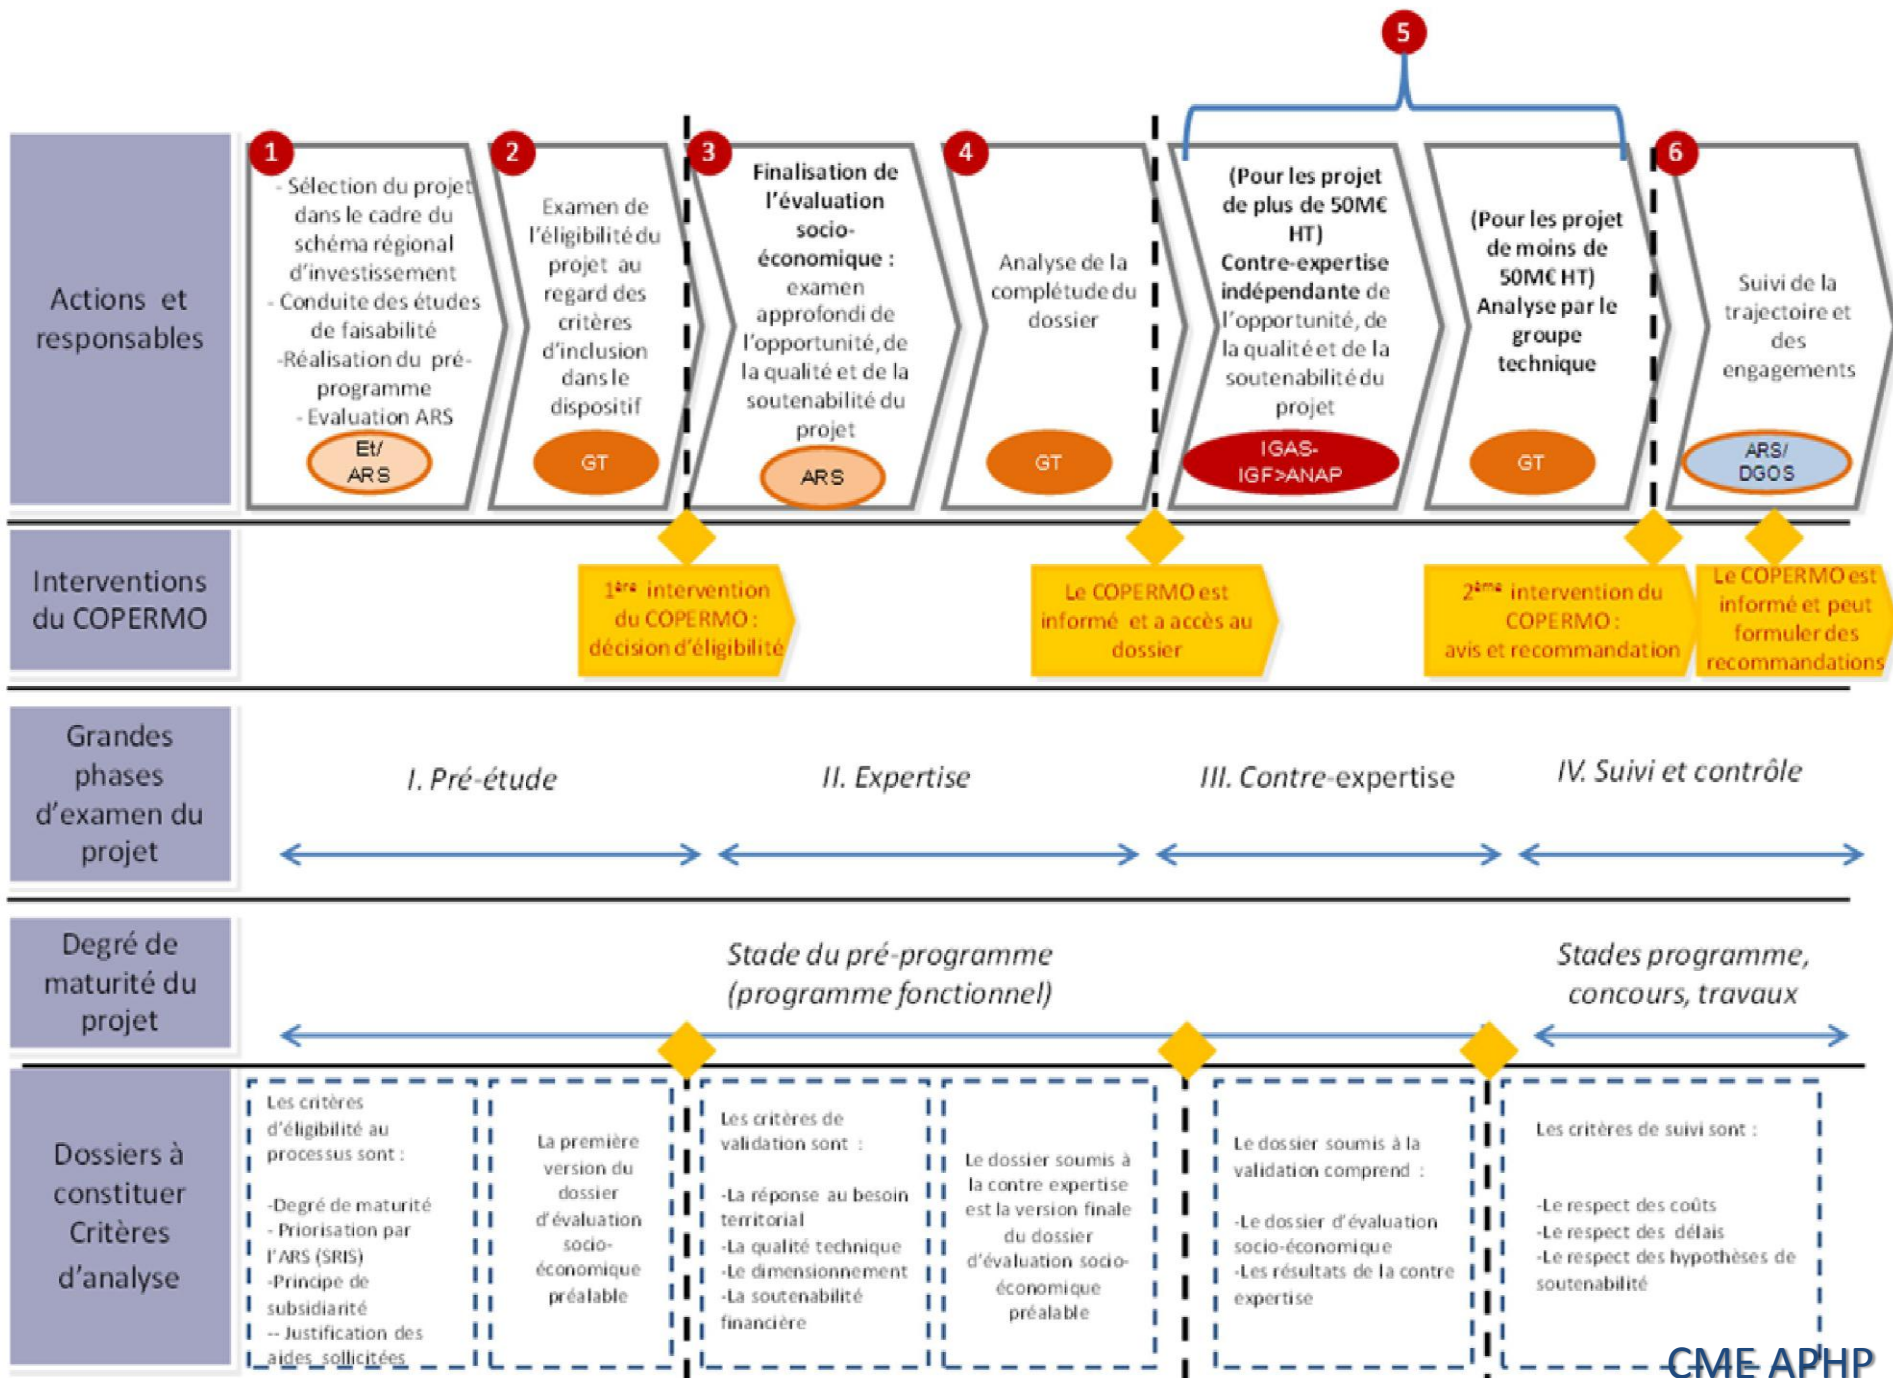 5
Actions et
responsables
1
- Sélection du projet
dans le cadre du
schéma régional
d'investissement
- Conduite des études
de faisabilité
-Réalisation du pré-
programme
- Evaluation ARS
Et/
ARS
2
Examen de
l'éligibilité du
projet au
regard des
critères
d'inclusion
dans le
dispositif
GT
3
Finalisation de
l'évaluation
socio-
économique :
examen
approfondi de
l'opportunité, de
la qualité et de la
soutenabilité du
projet
ARS
4
Analyse de la
complétude du
dossier
GT
(Pour les projet
de plus de 50M€
HT)
Contre-expertise
indépendante de
l'opportunité, de
la qualité et de la
soutenabilité du
projet
IGAS-
IGF>ANAP
(Pour les projet
de moins de
50M€ HT)
Analyse par le
groupe
technique
GT
6
Suivi de la
trajectoire et
des
engagements
ARS/
DGOS
Interventions
du COPERMO
1ère intervention
du COPERMO :
décision d'éligibilité
Le COPERMO est
informé et a accès au
dossier
2ème intervention du
COPERMO :
avis et recommandation
Le COPERMO est
informé et peut
formuler des
recommandations
Grandes
phases
d'examen du
projet
I. Pré-étude
II. Expertise
III. Contre-expertise
IV. Suivi et contrôle
Degré de
maturité du
projet
Stade du pré-programme
(programme fonctionnel)
Stades programme,
concours, travaux
Dossiers à
constituer
Critères
d'analyse
Les critères
d'éligibilité au
processus sont :
-Degré de maturité
- Priorisation par
l'ARS (SRIS)
-Principe de
subsidiarité
-- Justification des
aides sollicitées
La première
version du
dossier
d'évaluation
socio-
économique
préalable
Les critères de
validation sont :
-La réponse au besoin
territorial
-La qualité technique
-Le dimensionnement
-La soutenabilité
financière
Le dossier soumis à
la contre expertise
est la version finale
du dossier
d'évaluation socio-
économique
préalable
Le dossier soumis à la
validation comprend :
-Le dossier d'évaluation
socio-économique
-Les résultats de la contre
expertise
Les critères de suivi sont :
-Le respect des coûts
-Le respect des délais
-Le respect des hypothèses de
soutenabilité
CME APHP